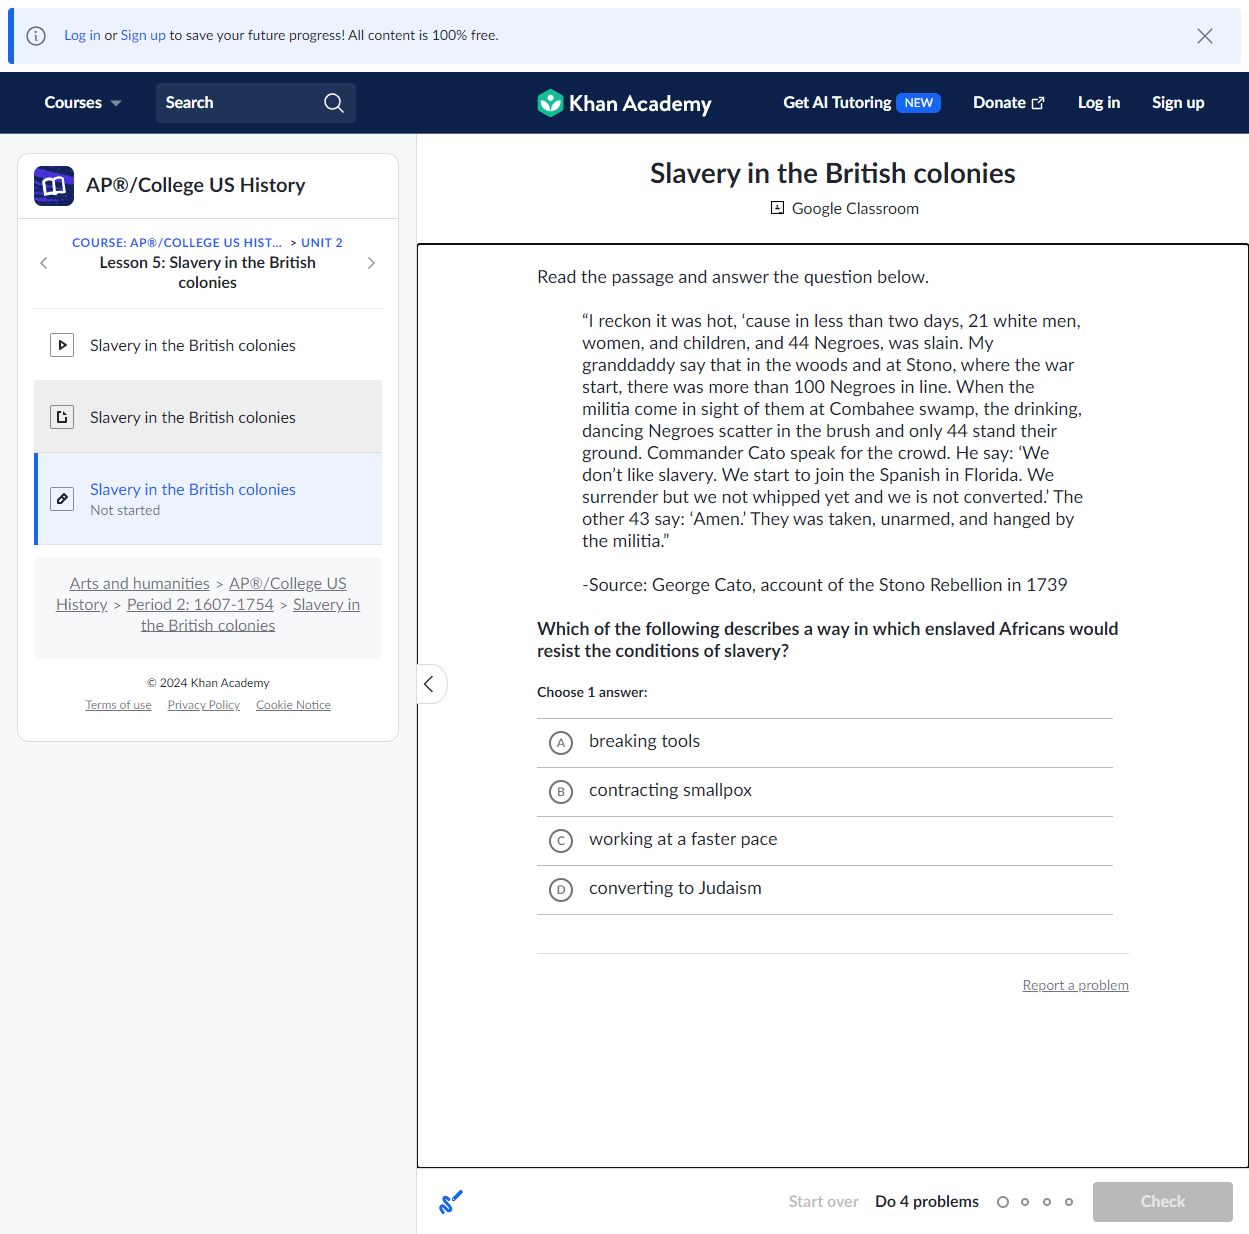 Log in or Sign up to save your future progress! All content is 100% free.
Courses
Search
Khan Academy
Get AI Tutoring NEW
Donate
Log in
Sign up
AP®/College US History
COURSE: AP®/COLLEGE US HIST... > UNIT 2
Lesson 5: Slavery in the British
colonies
Slavery in the British colonies
Slavery in the British colonies
Slavery in the British colonies
Not started
Arts and humanities > AP®/College US
History > Period 2: 1607-1754 > Slavery in
the British colonies
© 2024 Khan Academy
Terms of use Privacy Policy Cookie Notice
Slavery in the British colonies
Google Classroom
Read the passage and answer the question below.
“I reckon it was hot, ‘cause in less than two days, 21 white men,
women, and children, and 44 Negroes, was slain. My
granddaddy say that in the woods and at Stono, where the war
start, there was more than 100 Negroes in line. When the
militia come in sight of them at Combahee swamp, the drinking,
dancing Negroes scatter in the brush and only 44 stand their
ground. Commander Cato speak for the crowd. He say: ‘We
don’t like slavery. We start to join the Spanish in Florida. We
surrender but we not whipped yet and we is not converted.’ The
other 43 say: ‘Amen.’ They was taken, unarmed, and hanged by
the militia.”
-Source: George Cato, account of the Stono Rebellion in 1739
Which of the following describes a way in which enslaved Africans would
resist the conditions of slavery?
Choose 1 answer:
A breaking tools
B contracting smallpox
C working at a faster pace
D converting to Judaism
Report a problem
Start over
Do 4 problems
Check